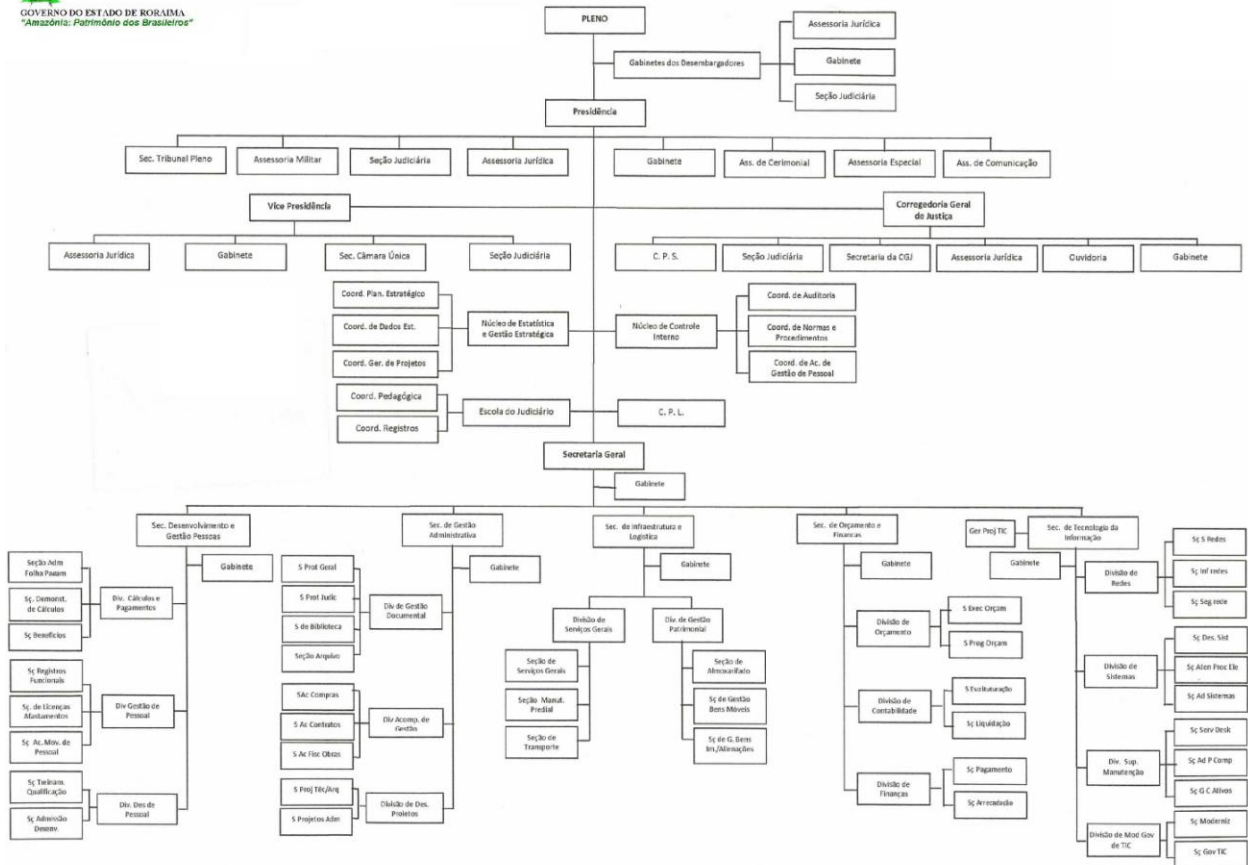 GOVERNO DO ESTADO DE RORAIMA
"Amazônia: Patrimônio dos Brasileiros"
PLENO
Assessoria Jurídica
Gabinetes dos Desembargadores
Gabinete
Seção Judiciária
Presidência
Sec. Tribunal Pleno
Assessoria Militar
Seção Judiciária
Assessoria Jurídica
Gabinete
Ass. de Cerimonial
Assessoria Especial
Ass. de Comunicação
Vice Presidência
Corregedoria Geral
de Justiça
Assessoria Jurídica
Gabinete
Sec. Câmara Única
Seção Judiciária
C. P. S.
Seção Judiciária
Secretaria da CGJ
Assessoria Jurídica
Ouvidoria
Gabinete
Coord. Plan. Estratégico
Coord. de Dados Est.
Coord. Ger. de Projetos
Núcleo de Estatística
e Gestão Estratégica
Núcleo de Controle
Interno
Coord. de Auditoria
Coord. de Normas e
Procedimentos
Coord. de Ac. de
Gestão de Pessoal
Coord. Pedagógica
Coord. Registros
Escola do Judiciário
C. P. L.
Secretaria Geral
Gabinete
Sec. Desenvolvimento e
Gestão Pessoas
Gabinete
Seção Adm
Folha Pagam
Sç. Demonst.
de Cálculos
Sç Benefícios
Div. Cálculos e
Pagamentos
Sç Registros
Funcionais
Sç. de Licenças
Afastamentos
Sç Ac. Mov. de
Pessoal
Div Gestão de
Pessoal
Sç Treinam.
Qualificação
Sç Admissão
Desenv.
Div. Des de
Pessoal
Sec. de Gestão
Administrativa
Gabinete
S Prot Geral
S Prot Judic
S de Biblioteca
Seção Arquivo
Div de Gestão
Documental
SAc Compras
S Ac Contratos
S Ac Fisc Obras
Div Acomp. de
Gestão
S Proj Téc/Arq
S Projetos Adm
Divisão de Des.
Projetos
Sec. de Infraestrutura e
Logística
Gabinete
Divisão de
Serviços Gerais
Seção de
Serviços Gerais
Seção Manut.
Predial
Seção de
Transporte
Div. de Gestão
Patrimonial
Seção de
Almoxarifado
Sç de Gestão
Bens Móveis
Sç de G. Bens
Im./Alienações
Sec. de Orçamento e
Finanças
Gabinete
Divisão de
Orçamento
S Exec Orçam
S Prog Orçam
Divisão de
Contabilidade
S Escrituração
Sç Liquidação
Divisão de
Finanças
Sç Pagamento
Sç Arrecadação
Ger Proj TIC
Sec. de Tecnologia da
Informação
Gabinete
Divisão de
Redes
Sç S Redes
Sç Inf redes
Sç Seg rede
Divisão de
Sistemas
Sç Des. Sist
Sç Aten Proc Ele
Sç Ad Sistemas
Div. Sup.
Manutenção
Sç Serv Desk
Sç Ad P Comp
Sç G C Ativos
Divisão de Mod Gov
de TIC
Sç Moderniz
Sç Gov TIC